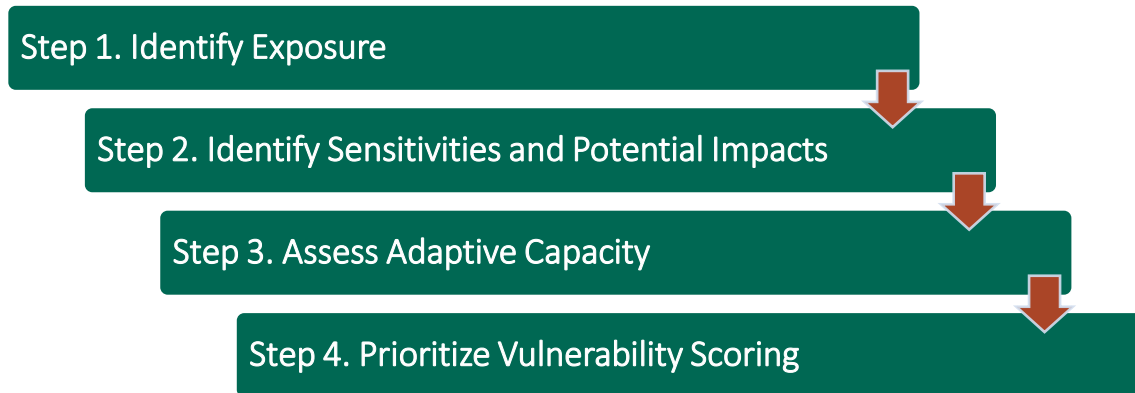 Step 1. Identify Exposure
Step 2. Identify Sensitivities and Potential Impacts
Step 3. Assess Adaptive Capacity
Step 4. Prioritize Vulnerability Scoring